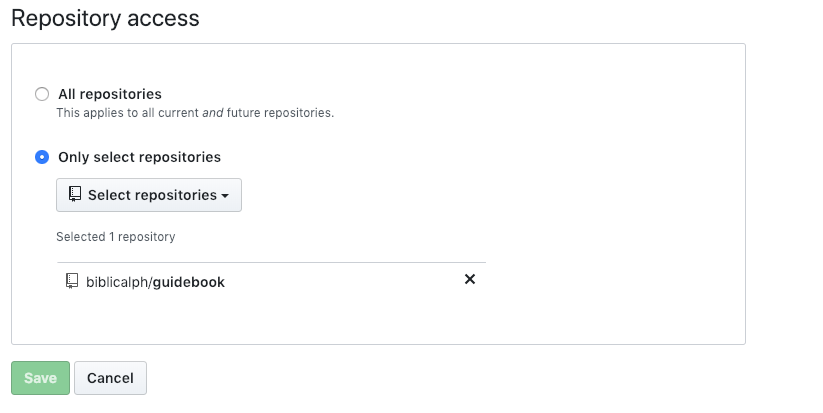 Repository access
All repositories
This applies to all current and future repositories.
Only select repositories
Select repositories
Selected 1 repository
biblicalph/guidebook
Save Cancel